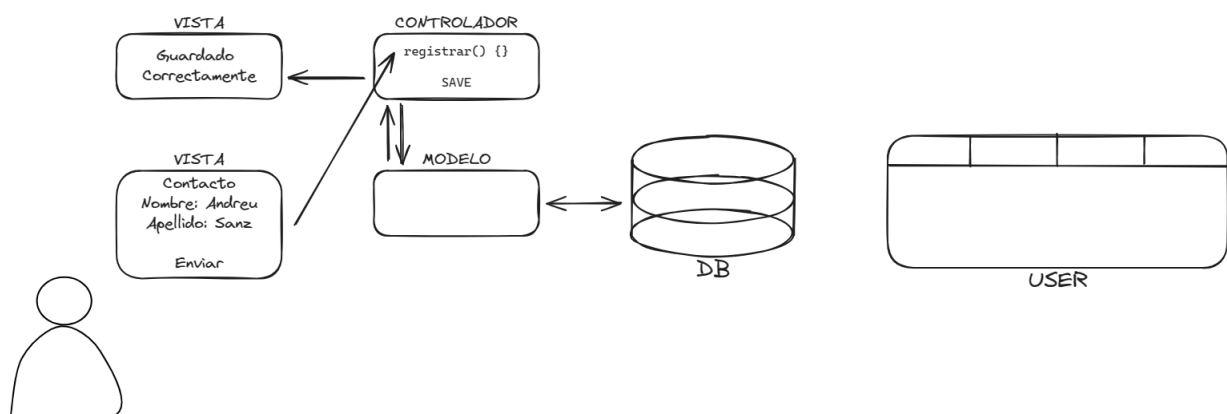 VISTA
Guardado
Correctamente
CONTROLADOR
registrar() {}
SAVE
VISTA
Contacto
Nombre: Andreu
Apellido: Sanz
Enviar
MODELO
DB
USER